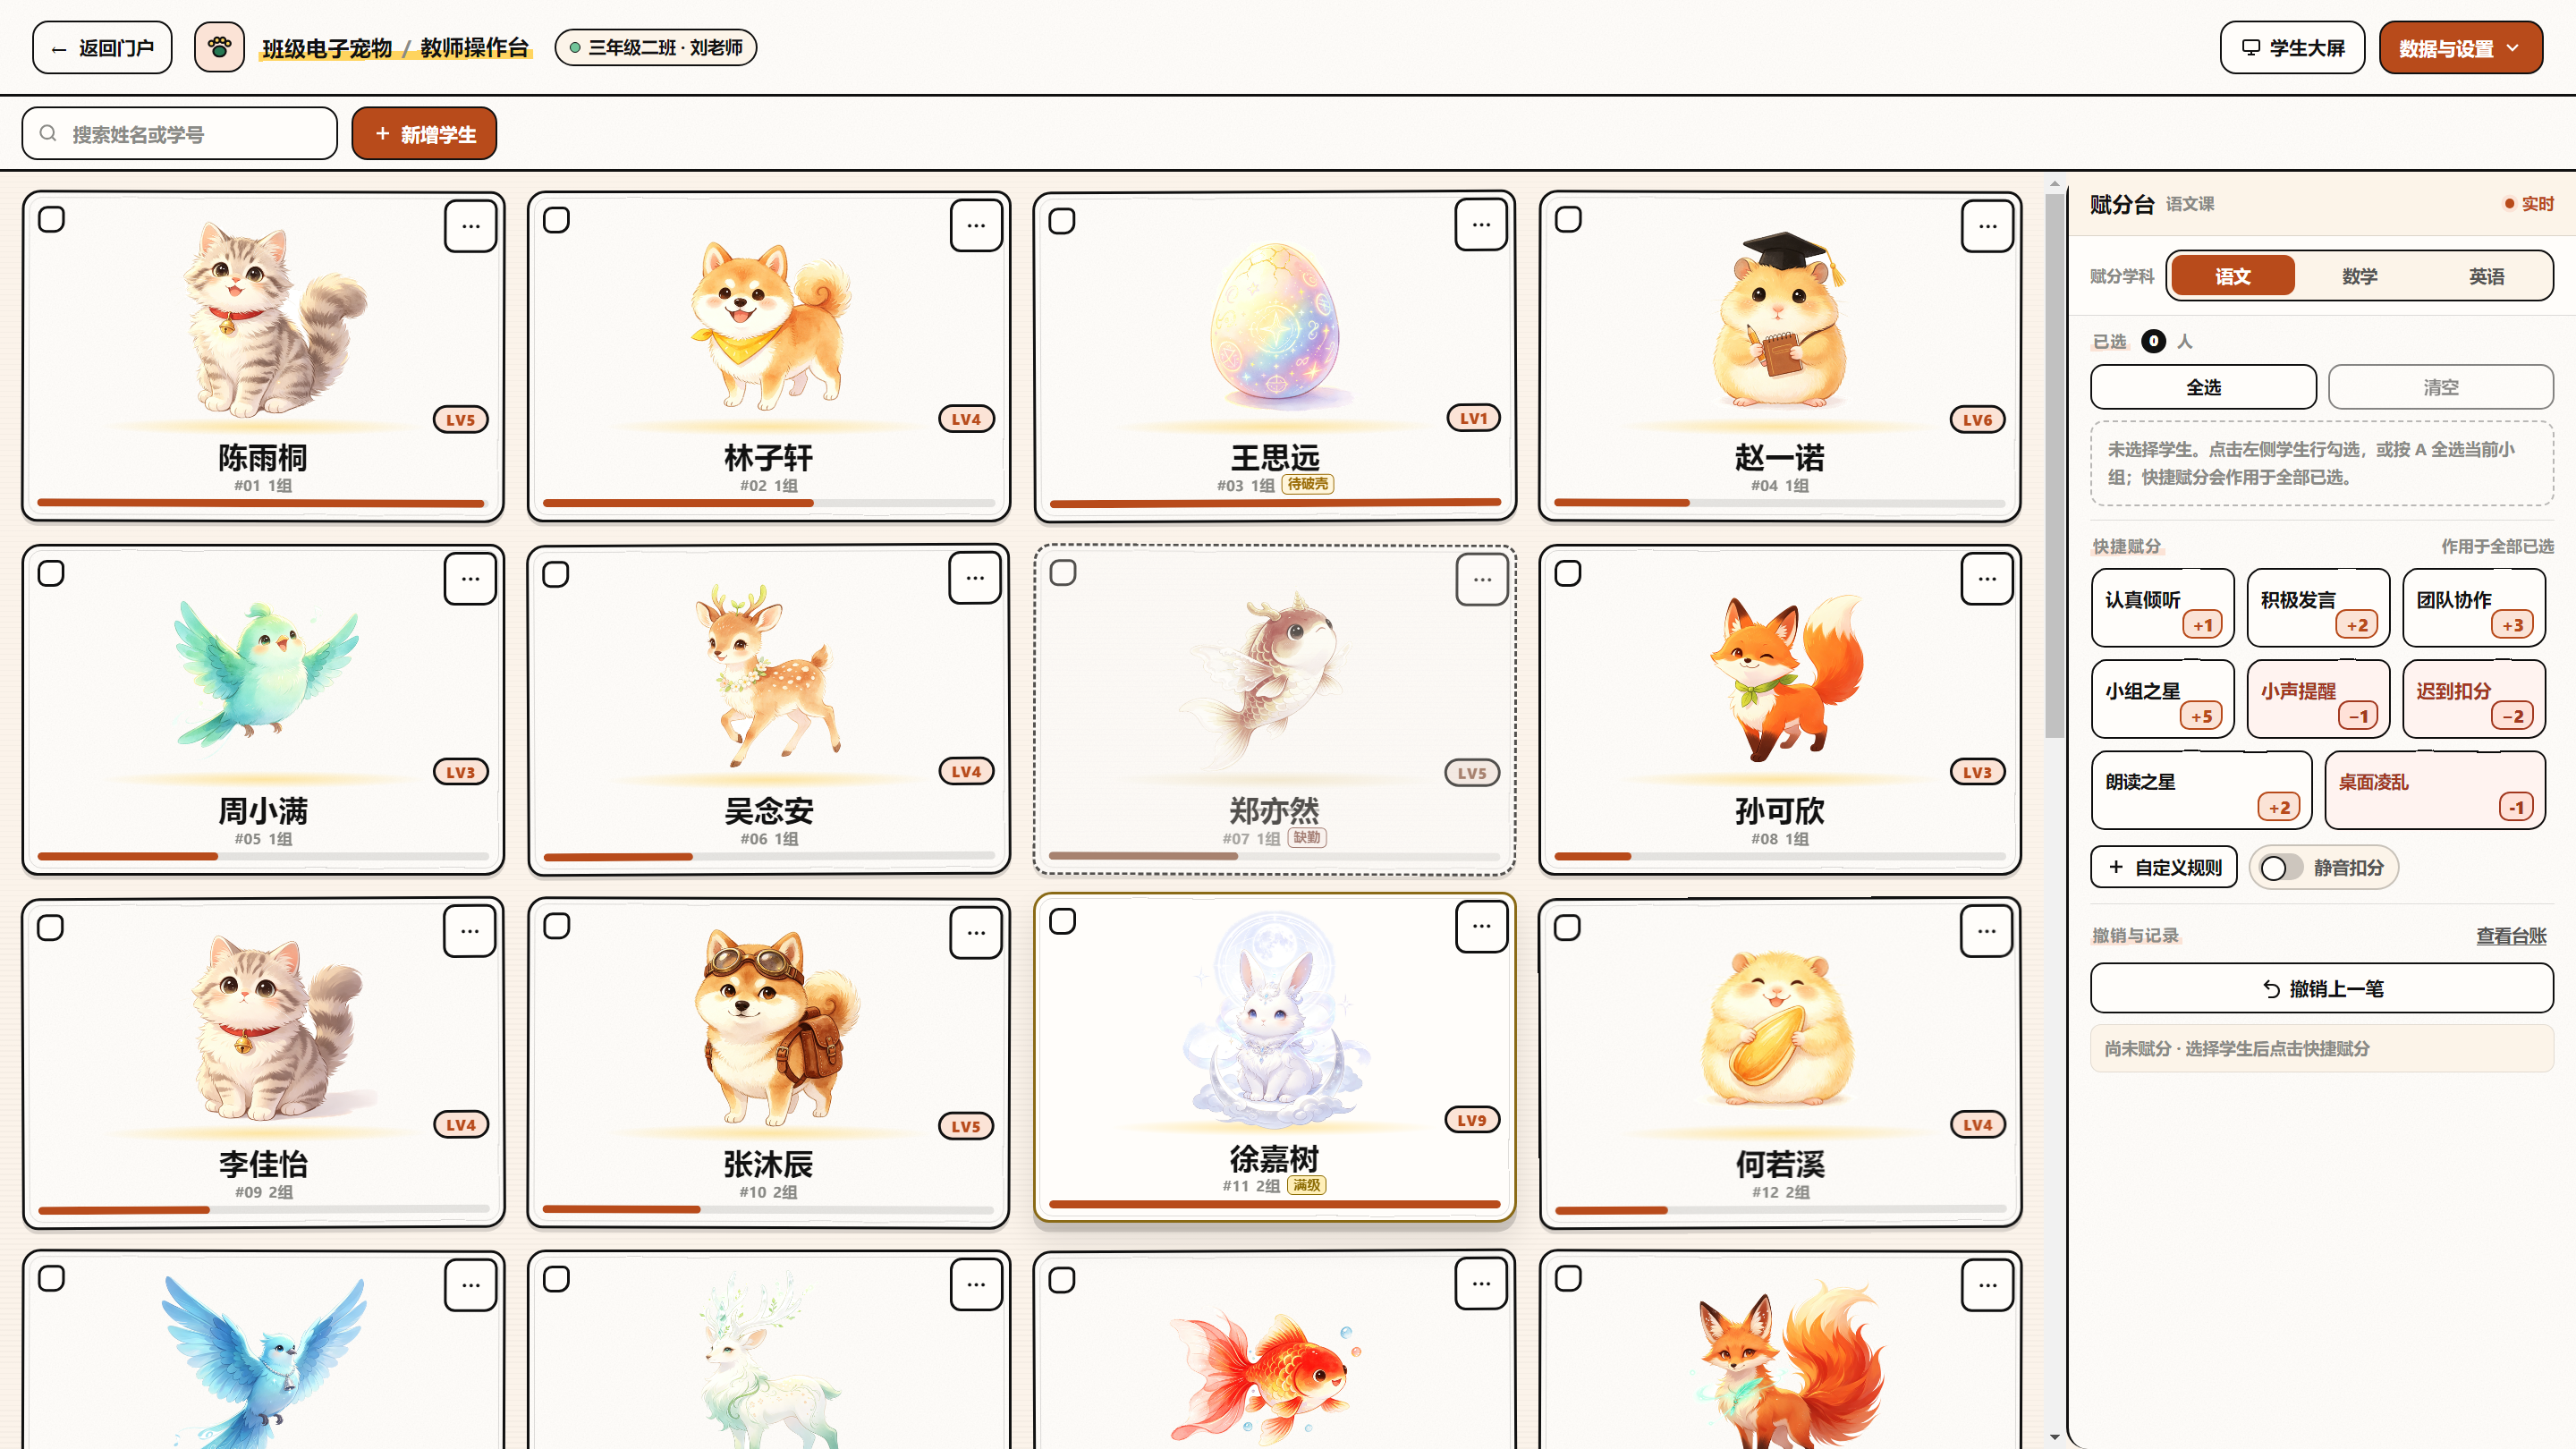 ← 返回门户
班级电子宠物 / 教师操作台
三年级二班 · 刘老师
学生大屏
数据与设置
搜索姓名或学号
+ 新增学生
LV5
陈雨桐
#01 1组
LV4
林子轩
#02 1组
LV1
王思远
#03 1组 待破壳
LV6
赵一诺
#04 1组
LV3
周小满
#05 1组
LV4
吴念安
#06 1组
LV5
郑亦然
#07 1组 缺勤
LV3
孙可欣
#08 1组
LV4
李佳怡
#09 2组
LV5
张沐辰
#10 2组
LV9
徐嘉树
#11 2组 满级
LV4
何若溪
#12 2组
赋分台 语文课
实时
赋分学科 语文 数学 英语
已选 0 人
全选 清空
未选择学生。点击左侧学生行勾选，或按 A 全选当前小
组；快捷赋分会作用于全部已选。
快捷赋分 作用于全部已选
认真倾听 +1
积极发言 +2
团队协作 +3
小组之星 +5
小声提醒 −1
迟到扣分 −2
朗读之星 +2
桌面凌乱 -1
+ 自定义规则 静音扣分
撤销与记录 查看台账
撤销上一笔
尚未赋分 · 选择学生后点击快捷赋分